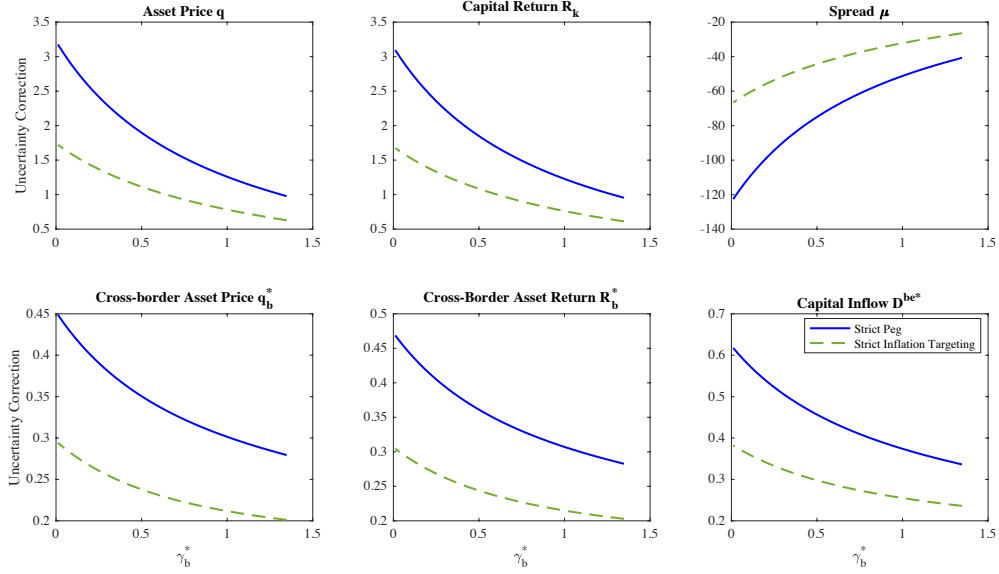 Asset Price q
Capital Return R_k
Spread μ
Uncertainty Correction
3.5
3
2.5
2
1.5
1
0.5
0 0.5 1 1.5
3.5
3
2.5
2
1.5
1
0.5
0 0.5 1 1.5
-20
-40
-60
-80
-100
-120
-140
0 0.5 1 1.5
Cross-border Asset Price q_b^*
Cross-Border Asset Return R_b^*
Capital Inflow D^{be*}
Uncertainty Correction
0.45
0.4
0.35
0.3
0.25
0.2
0 0.5 1 1.5
γ_b^*
0.5
0.45
0.4
0.35
0.3
0.25
0.2
0 0.5 1 1.5
γ_b^*
0.7
0.6
0.5
0.4
0.3
0.2
0 0.5 1 1.5
γ_b^*
Strict Peg
Strict Inflation Targeting